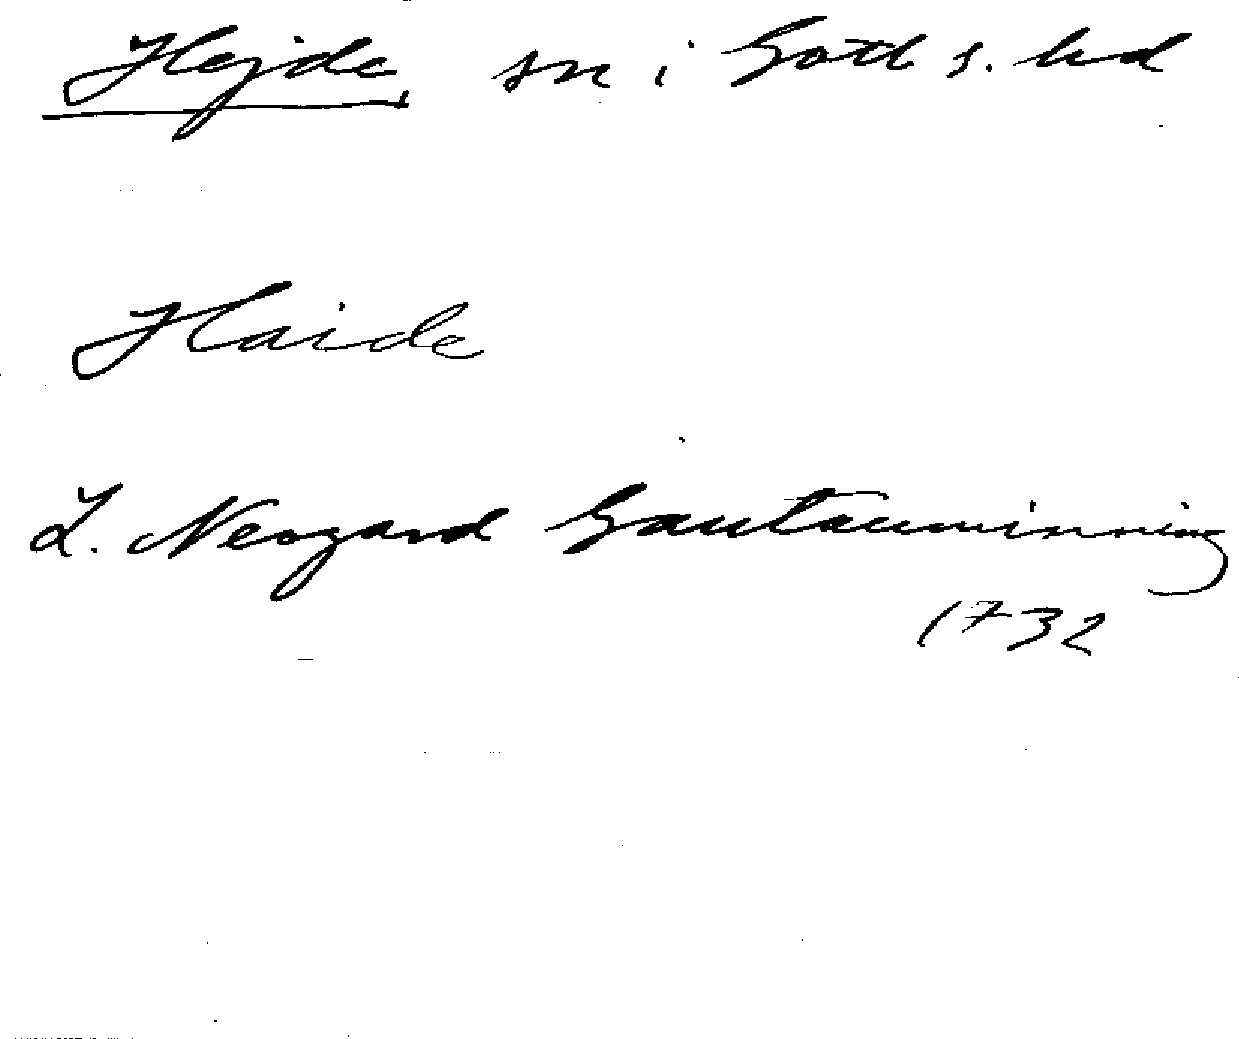 Hejde sn i Gotl s. hd
Haide
L. Neogard Gautauminning
1732